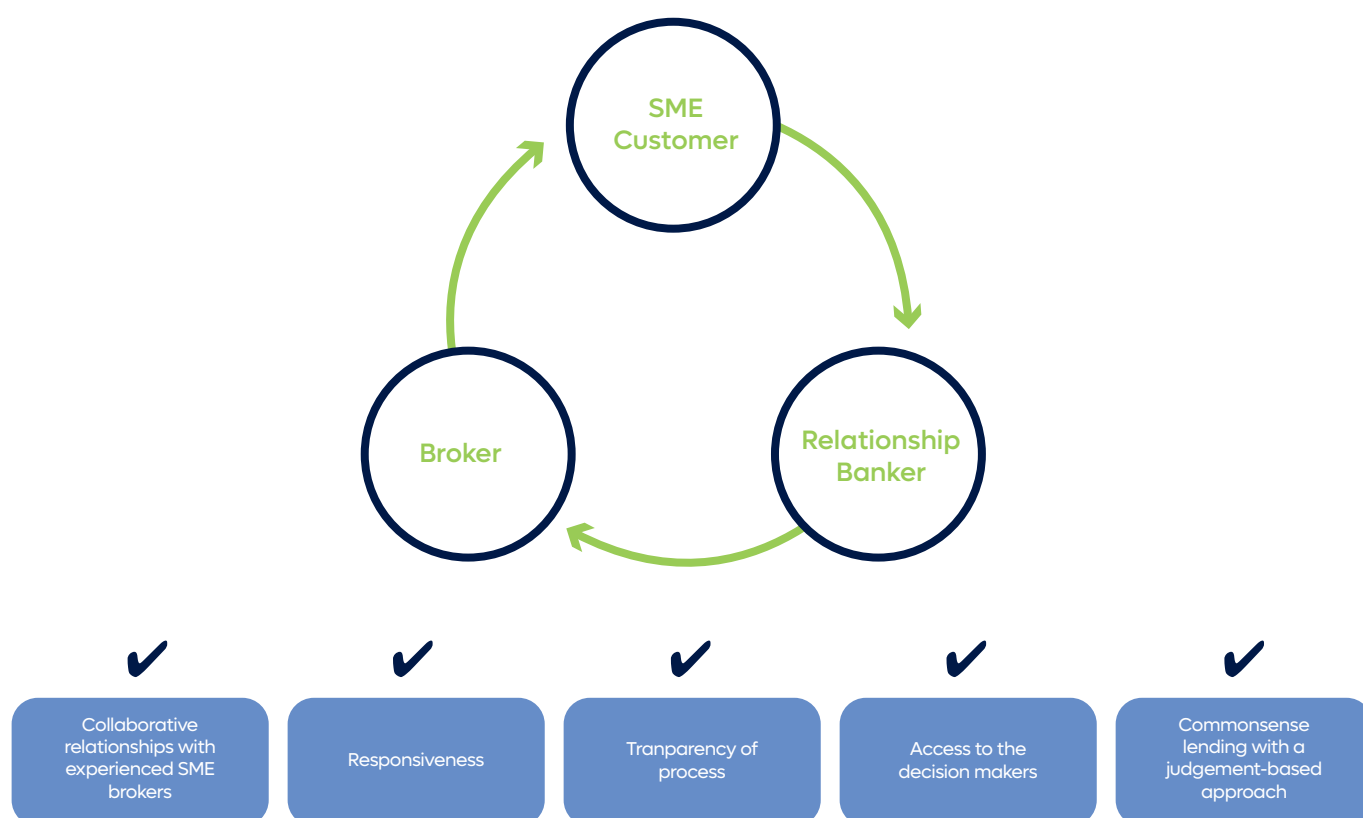 SME
Customer
Broker
Relationship
Banker
Collaborative
relationships with
experienced SME
brokers
Responsiveness
Tranparency of
process
Access to the
decision makers
Commonsense
lending with a
judgement-based
approach